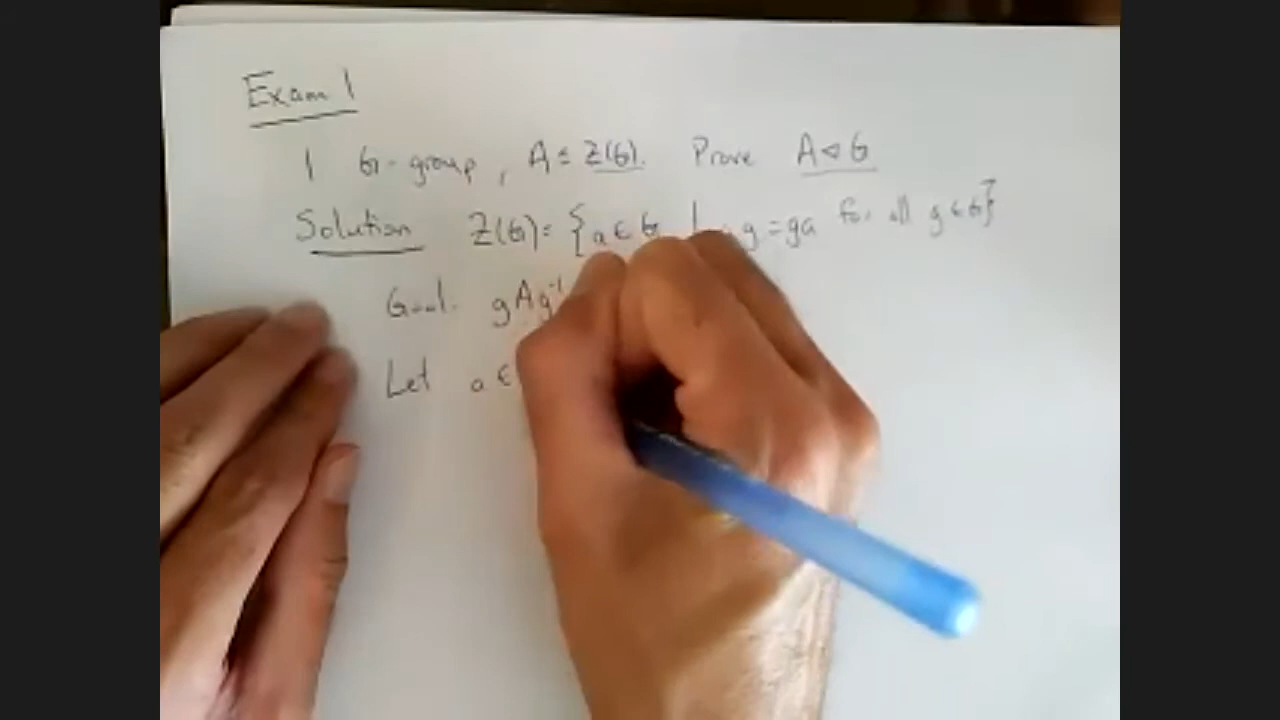 Exam 1
1 G-group, A ≤ Z(G). Prove A ⊲ G
Solution Z(G) = {a ∈ G | ag = ga for all g ∈ G}
Goal. gAg⁻¹
Let a ∈